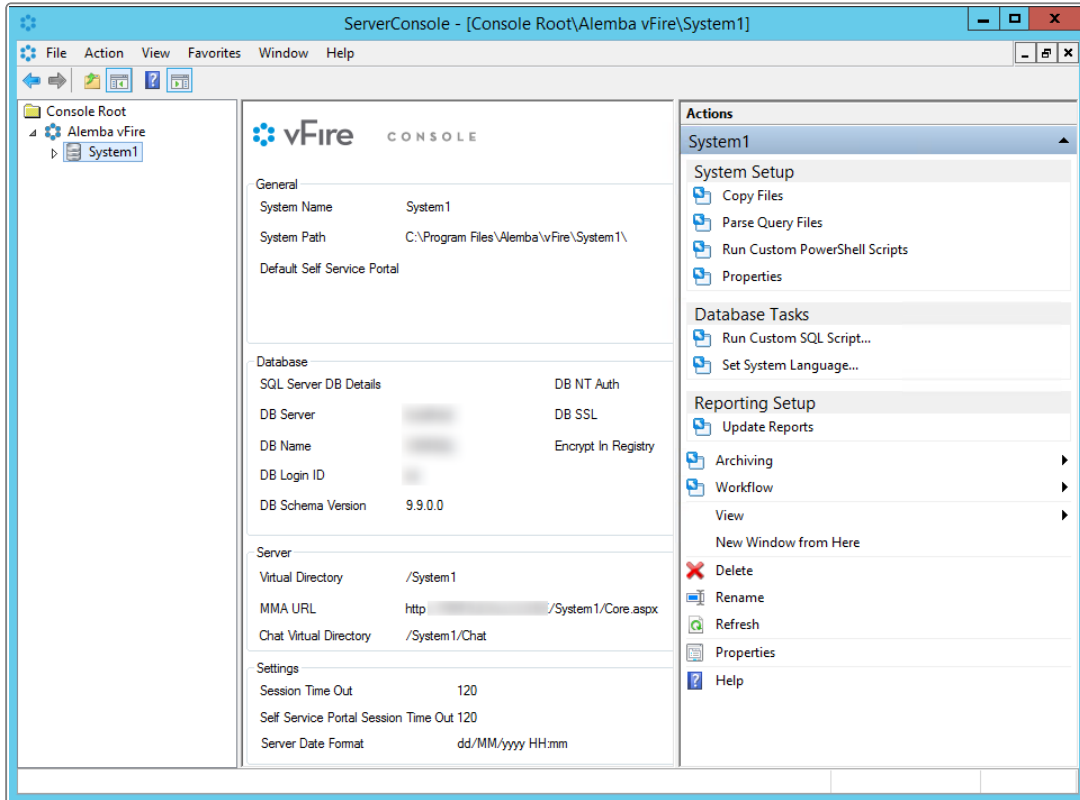 ServerConsole - [Console Root\Alemba vFire\System1]
File Action View Favorites Window Help
Console Root
Alemba vFire
System1
vFire CONSOLE
General
System Name System1
System Path C:\Program Files\Alemba\vFire\System1\
Default Self Service Portal
Database
SQL Server DB Details DB NT Auth
DB Server DB SSL
DB Name Encrypt In Registry
DB Login ID
DB Schema Version 9.9.0.0
Server
Virtual Directory /System1
MMA URL http /System1/Core.aspx
Chat Virtual Directory /System1/Chat
Settings
Session Time Out 120
Self Service Portal Session Time Out 120
Server Date Format dd/MM/yyyy HH:mm
Actions
System1
System Setup
Copy Files
Parse Query Files
Run Custom PowerShell Scripts
Properties
Database Tasks
Run Custom SQL Script...
Set System Language...
Reporting Setup
Update Reports
Archiving
Workflow
View
New Window from Here
Delete
Rename
Refresh
Properties
Help